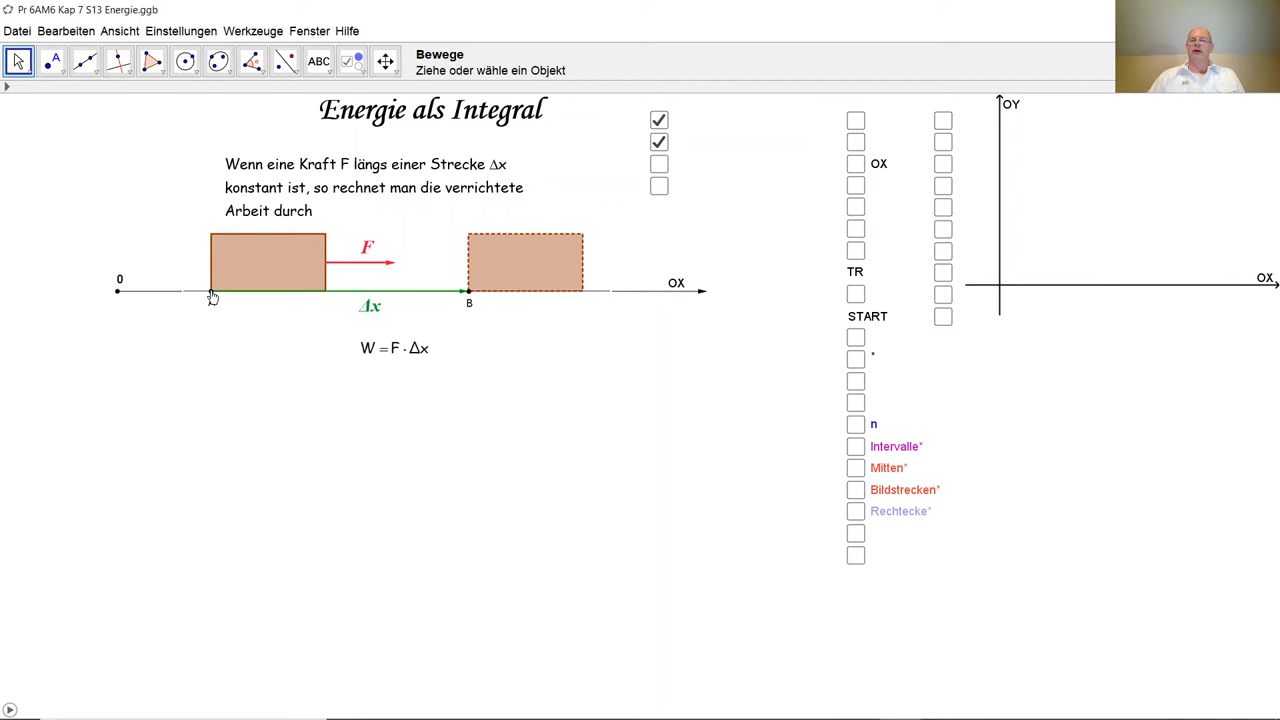 Pr 6AM6 Kap 7 S13 Energie.ggb
Datei Bearbeiten Ansicht Einstellungen Werkzeuge Fenster Hilfe
A
ABC
Bewege
Ziehe oder wähle ein Objekt
Energie als Integral
Wenn eine Kraft F längs einer Strecke Δx
konstant ist, so rechnet man die verrichtete
Arbeit durch
F
0
OX
Δx
B
W = F · Δx
OX
TR
START
*
n
Intervalle*
Mitten*
Bildstrecken*
Rechtecke*
OY
OX